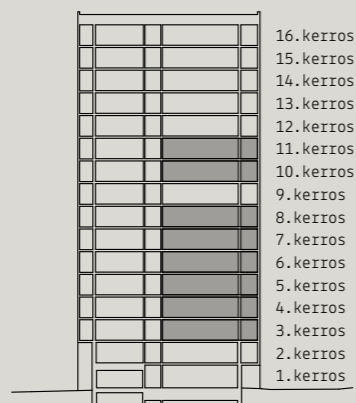 16.kerros
15.kerros
14.kerros
13.kerros
12.kerros
11.kerros
10.kerros
9.kerros
8.kerros
7.kerros
6.kerros
5.kerros
4.kerros
3.kerros
2.kerros
1.kerros